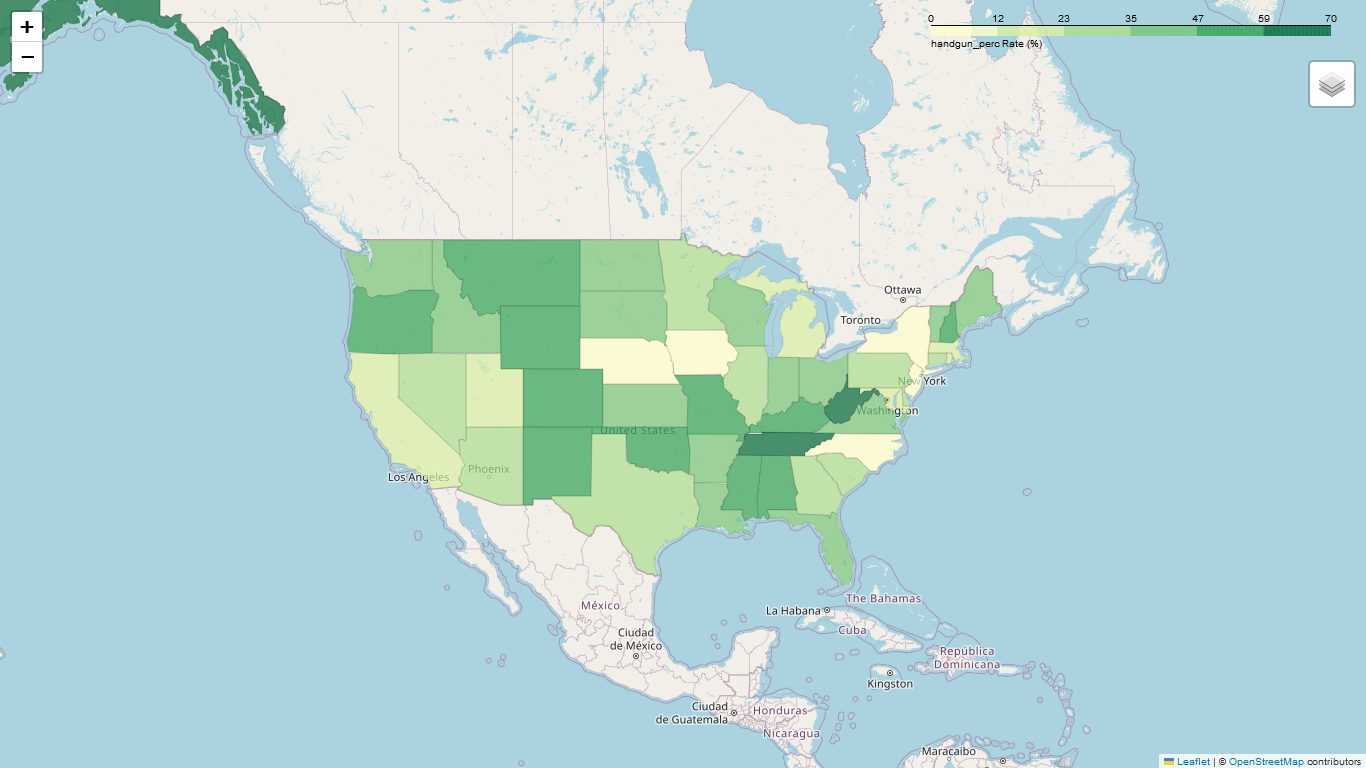 +
−
0 12 23 35 47 59 70
handgun_perc Rate (%)
Ottawa
Toronto
New York
Washington
United States
Phoenix
Los Angeles
México
Ciudad
de México
La Habana
The Bahamas
Cuba
República
Dominicana
Kingston
Ciudad
de Guatemala
Honduras
Nicaragua
Maracaibo
Leaflet | © OpenStreetMap contributors